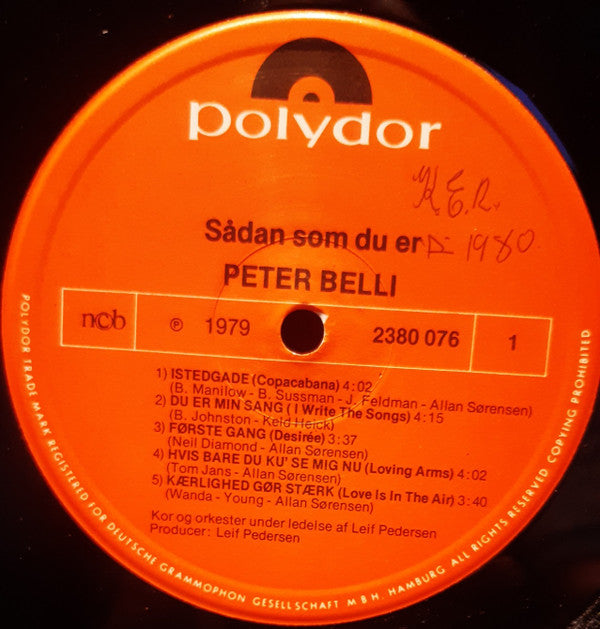 polydor
K.E.R.
1980
Sådan som du er
PETER BELLI
ncb
℗ 1979
2380 076
1
1) ISTEDGADE (Copacabana) 4:02
(B. Manilow - B. Sussman - J. Feldman - Allan Sørensen)
2) DU ER MIN SANG ( I Write The Songs) 4:15
(B. Johnston - Keld Heick)
3) FØRSTE GANG (Desirée) 3:37
(Neil Diamond - Allan Sørensen)
4) HVIS BARE DU KU' SE MIG NU (Loving Arms) 4:02
(Tom Jans - Allan Sørensen)
5) KÆRLIGHED GØR STÆRK (Love Is In The Air) 3:40
(Wanda - Young - Allan Sørensen)
Kor og orkester under ledelse af Leif Pedersen
Producer: Leif Pedersen
POLYDOR TRADE MARK REGISTERED FOR DEUTSCHE GRAMMOPHON GESELLSCHAFT M B H. HAMBURG ALL RIGHTS RESERVED COPYING PROHIBITED